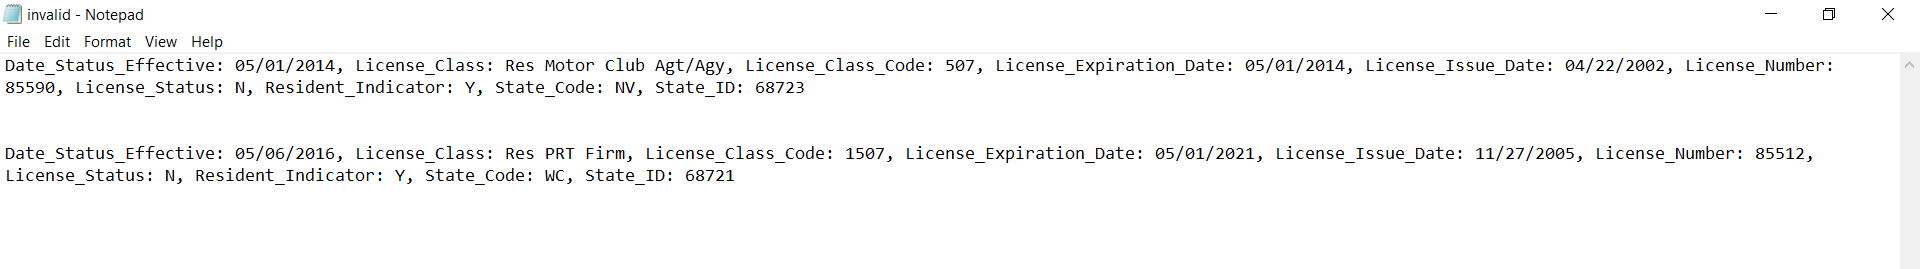 invalid - Notepad
File Edit Format View Help
Date_Status_Effective: 05/01/2014, License_Class: Res Motor Club Agt/Agy, License_Class_Code: 507, License_Expiration_Date: 05/01/2014, License_Issue_Date: 04/22/2002, License_Number:
85590, License_Status: N, Resident_Indicator: Y, State_Code: NV, State_ID: 68723
Date_Status_Effective: 05/06/2016, License_Class: Res PRT Firm, License_Class_Code: 1507, License_Expiration_Date: 05/01/2021, License_Issue_Date: 11/27/2005, License_Number: 85512,
License_Status: N, Resident_Indicator: Y, State_Code: WC, State_ID: 68721